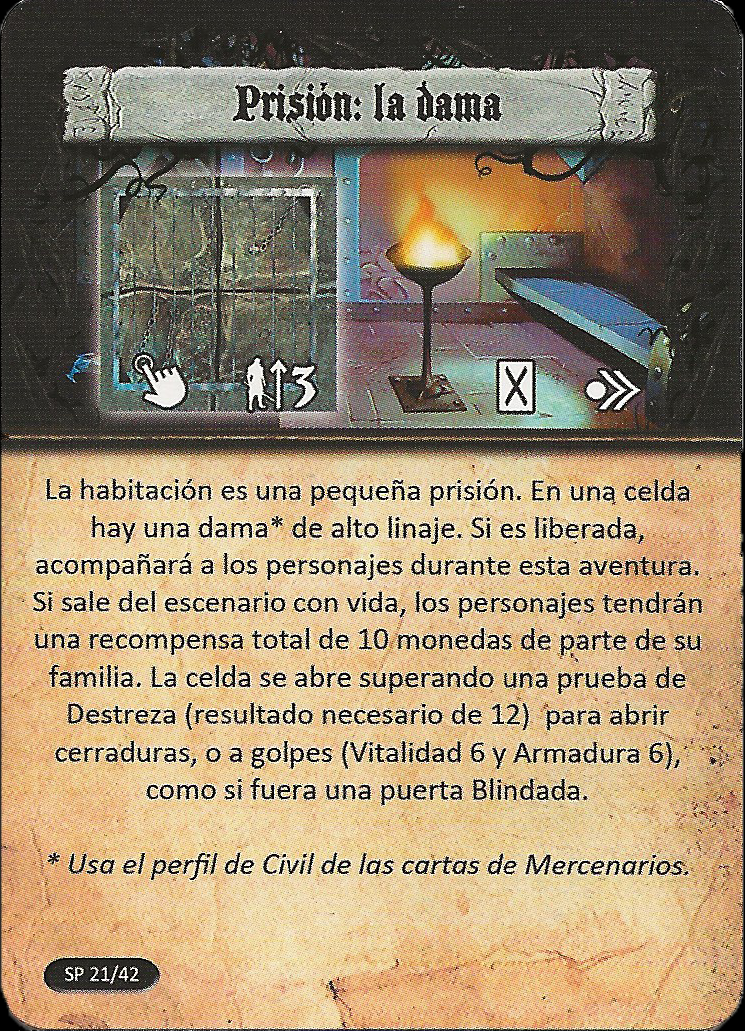 Prisión: la dama
3
X
La habitación es una pequeña prisión. En una celda
hay una dama* de alto linaje. Si es liberada,
acompañará a los personajes durante esta aventura.
Si sale del escenario con vida, los personajes tendrán
una recompensa total de 10 monedas de parte de su
familia. La celda se abre superando una prueba de
Destreza (resultado necesario de 12) para abrir
cerraduras, o a golpes (Vitalidad 6 y Armadura 6),
como si fuera una puerta Blindada.
* Usa el perfil de Civil de las cartas de Mercenarios.
SP 21/42